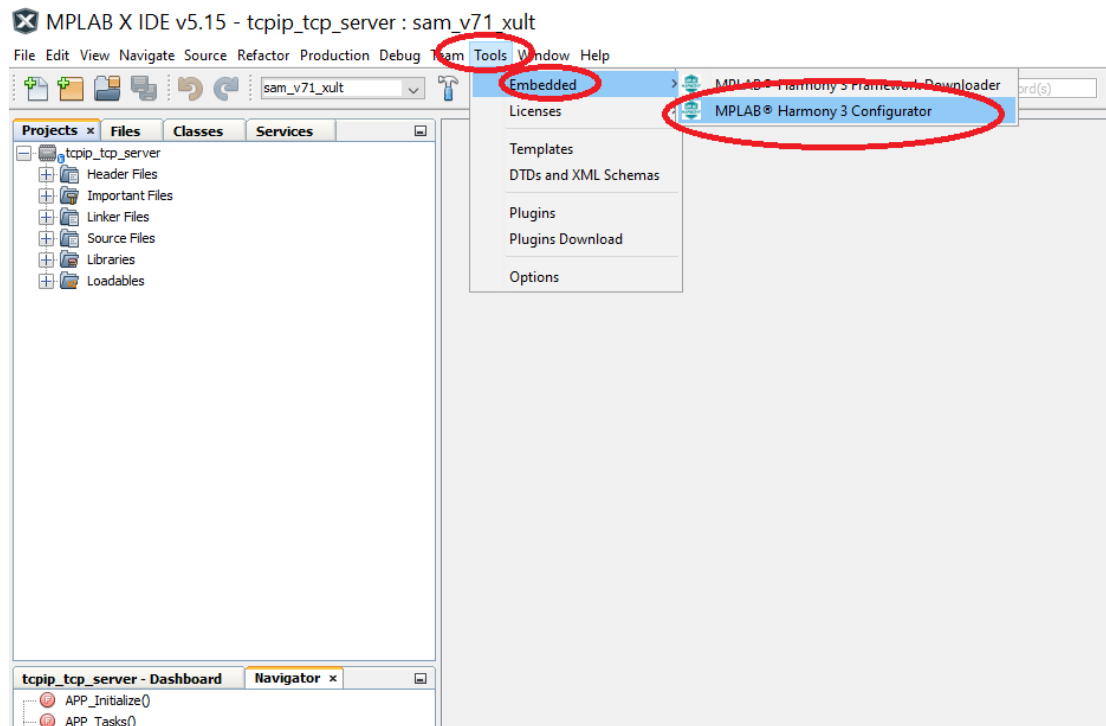 MPLAB X IDE v5.15 - tcpip_tcp_server : sam_v71_xult
File Edit View Navigate Source Refactor Production Debug Team Tools Window Help
sam_v71_xult
Embedded
MPLAB® Harmony 3 Framework Downloader
Licenses
MPLAB® Harmony 3 Configurator
Templates
DTDs and XML Schemas
Plugins
Plugins Download
Options
Projects × Files Classes Services
tcpip_tcp_server
Header Files
Important Files
Linker Files
Source Files
Libraries
Loadables
tcpip_tcp_server - Dashboard Navigator ×
APP_Initialize()
APP_Tasks()